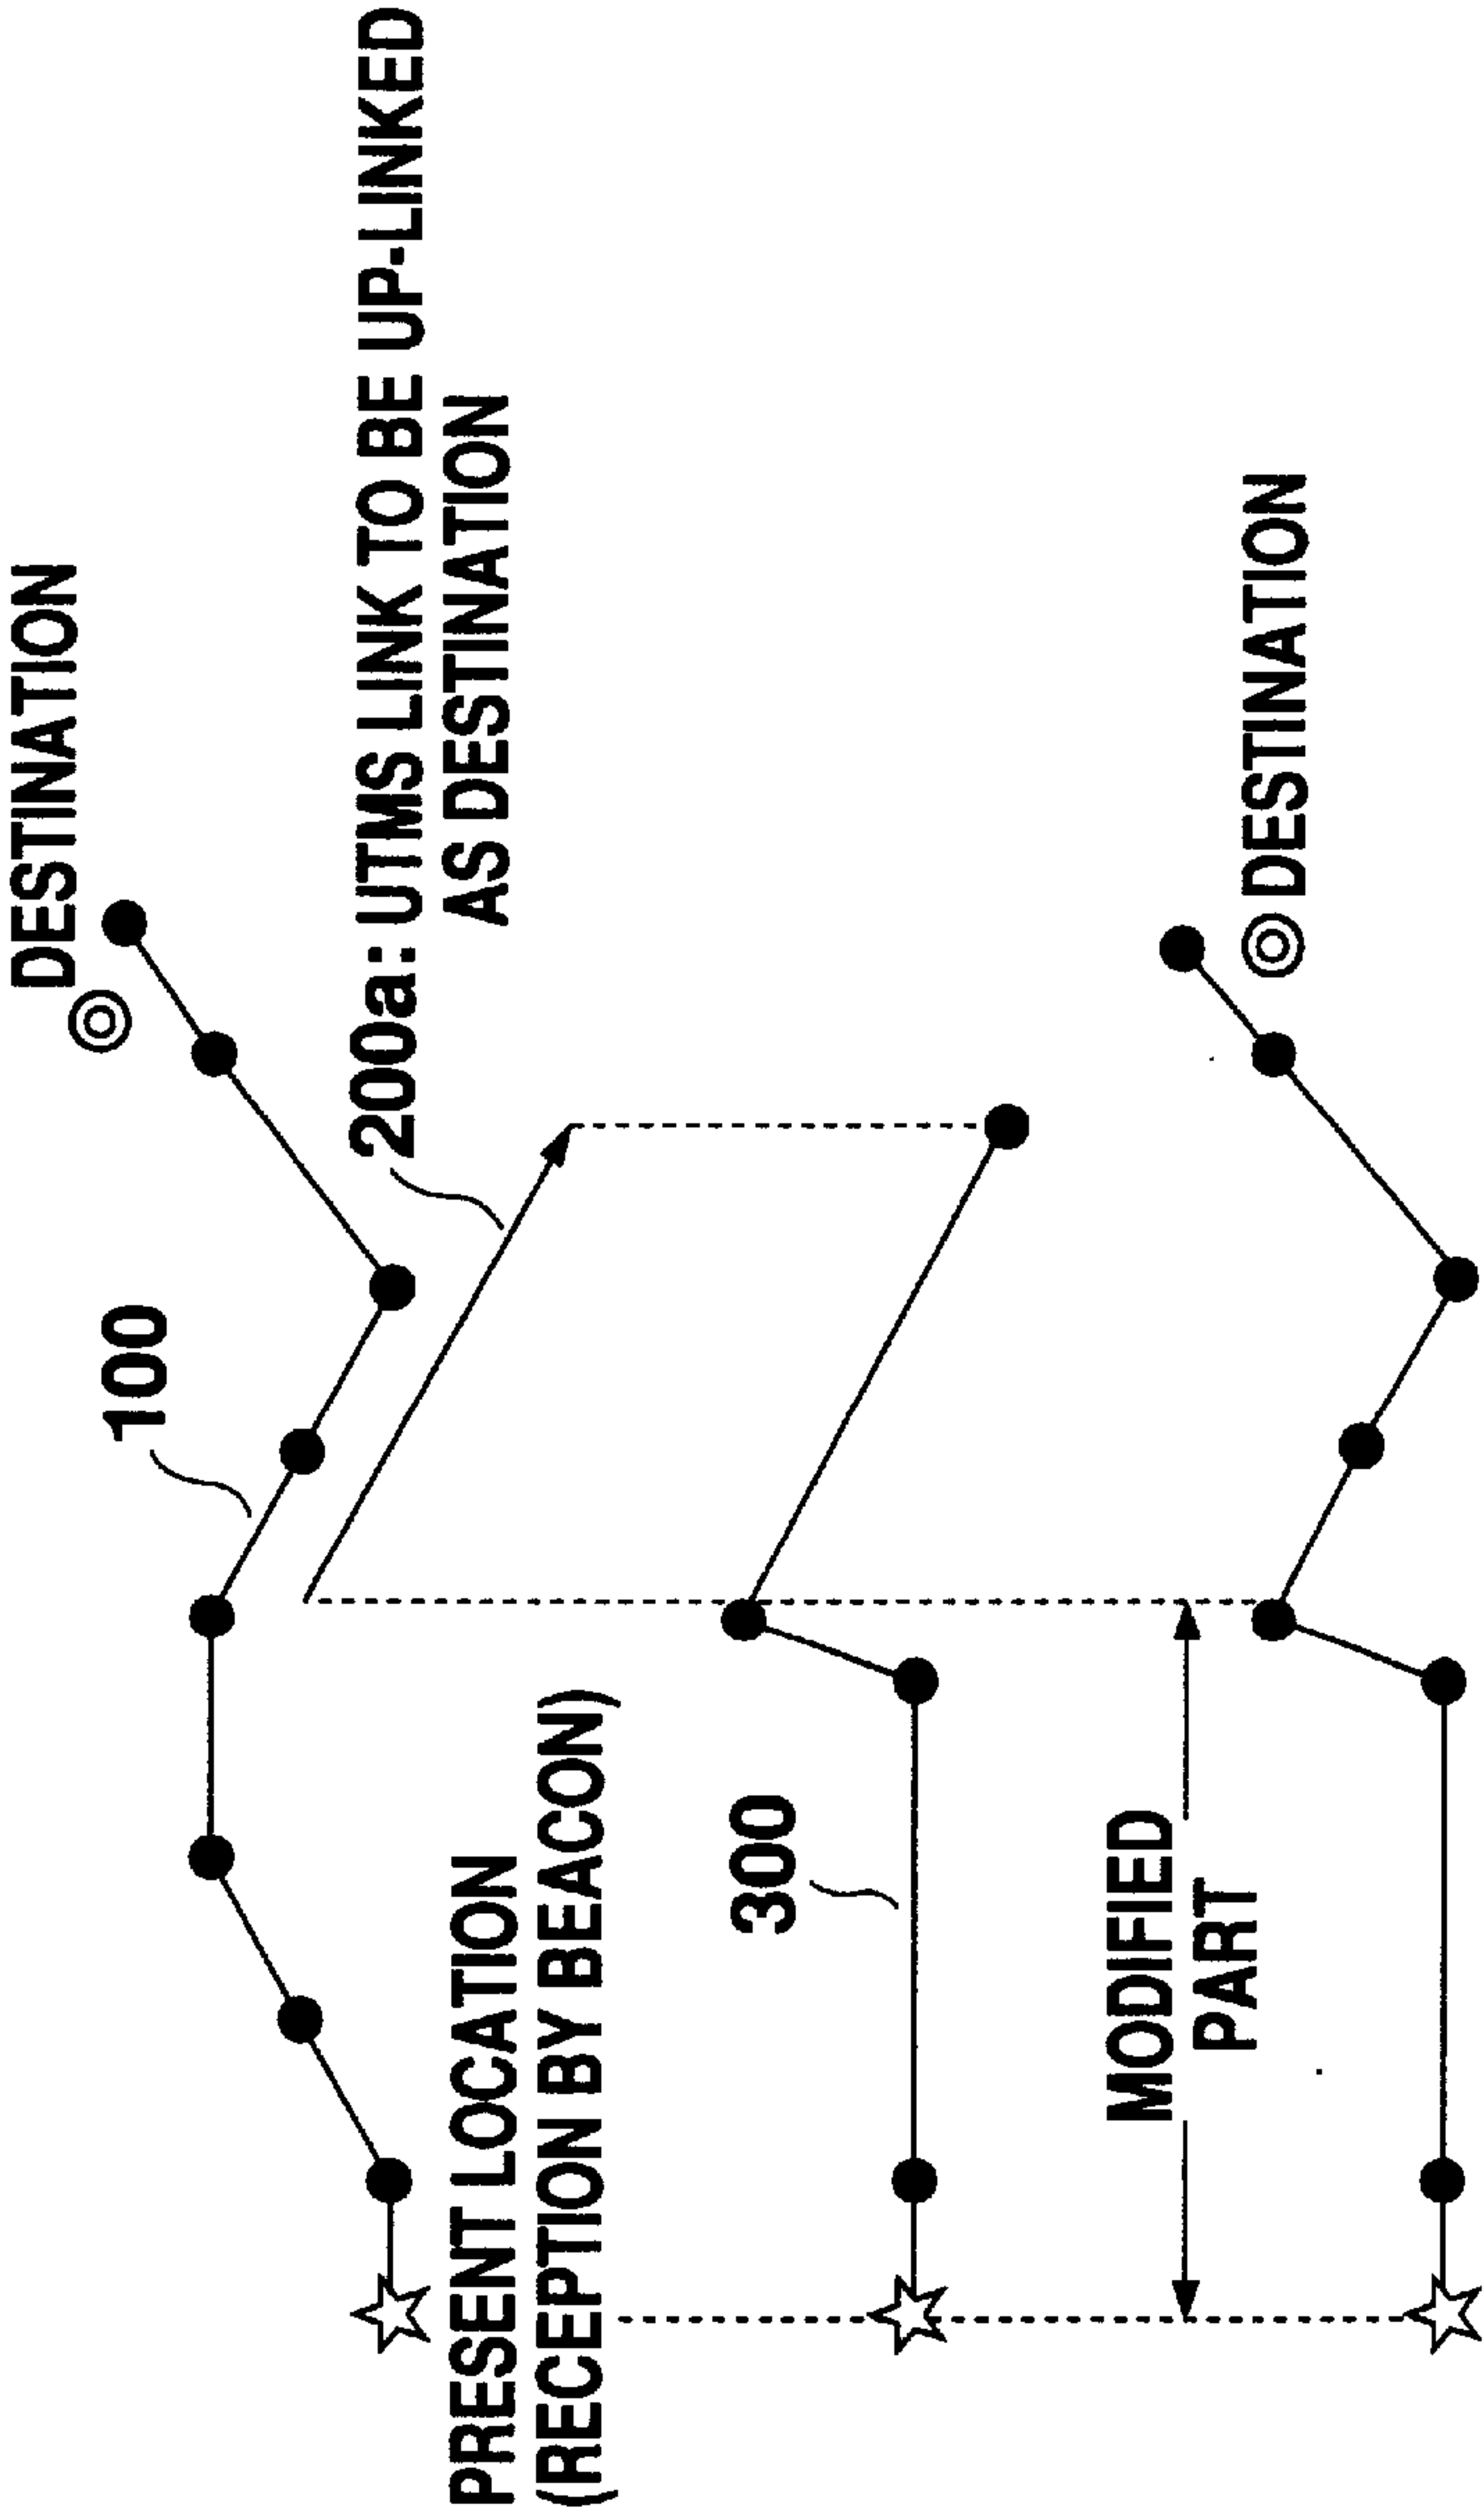 DESTINATION
100
200a: UTMS LINK TO BE UP-LINKED
AS DESTINATION
PRESENT LOCATION
(RECEPTION BY BEACON)
300
MODIFIED
PART
DESTINATION